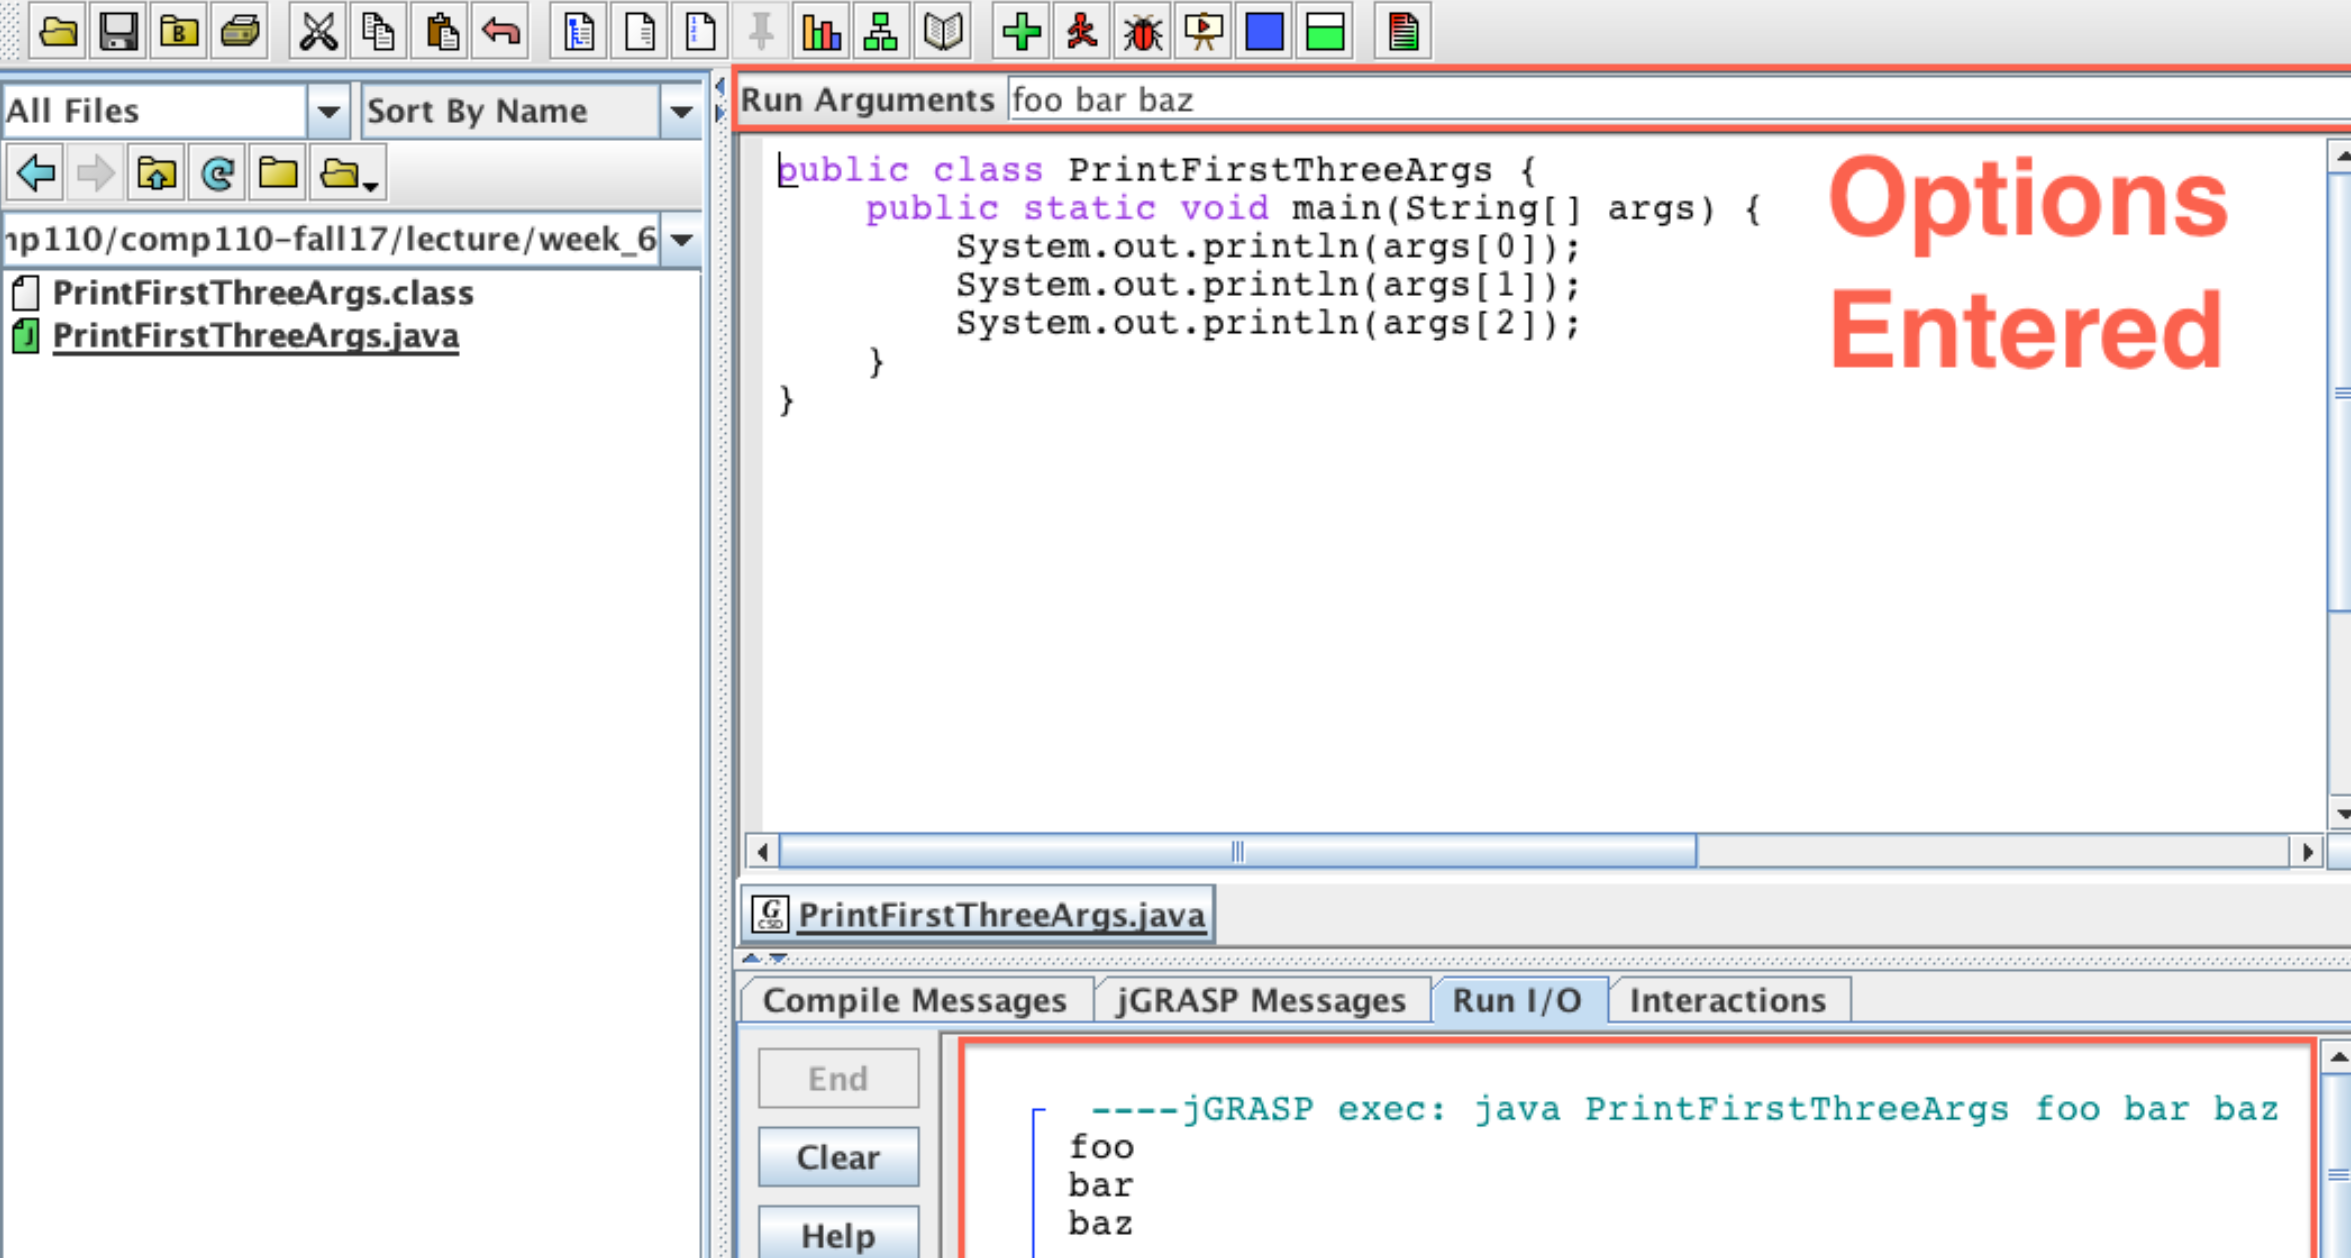 All Files
Sort By Name
Run Arguments foo bar baz
np110/comp110-fall17/lecture/week_6
PrintFirstThreeArgs.class
PrintFirstThreeArgs.java
public class PrintFirstThreeArgs {
public static void main(String[] args) {
System.out.println(args[0]);
System.out.println(args[1]);
System.out.println(args[2]);
}
}
Options
Entered
PrintFirstThreeArgs.java
Compile Messages
jGRASP Messages
Run I/O
Interactions
End
Clear
Help
----jGRASP exec: java PrintFirstThreeArgs foo bar baz
foo
bar
baz